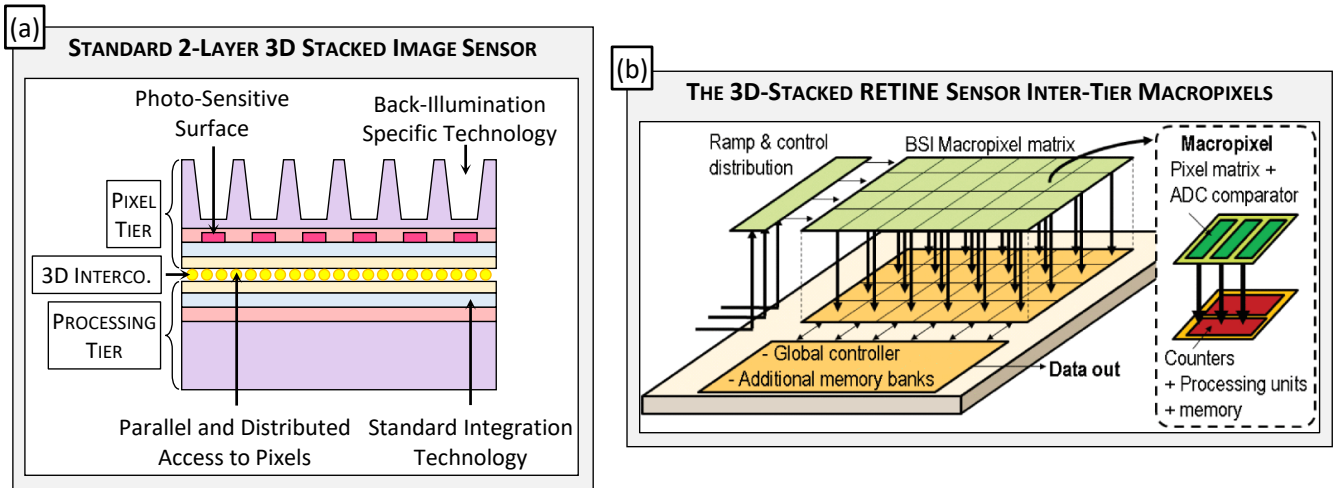 (a)
STANDARD 2-LAYER 3D STACKED IMAGE SENSOR
Photo-Sensitive
Surface
Back-Illumination
Specific Technology
PIXEL
TIER
3D INTERCO.
PROCESSING
TIER
Parallel and Distributed
Access to Pixels
Standard Integration
Technology
(b)
THE 3D-STACKED RETINE SENSOR INTER-TIER MACROPIXELS
Ramp & control
distribution
BSI Macropixel matrix
- Global controller
- Additional memory banks
Data out
Macropixel
Pixel matrix +
ADC comparator
Counters
+ Processing units
+ memory